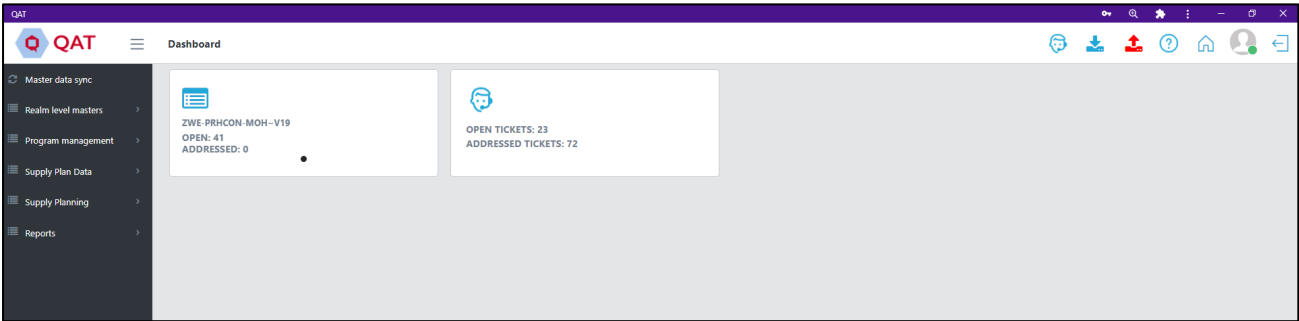 QAT
QAT
Dashboard
Master data sync
Realm level masters
Program management
Supply Plan Data
Supply Planning
Reports
ZWE-PRHCON-MOH~V19
OPEN: 41
ADDRESSED: 0
OPEN TICKETS: 23
ADDRESSED TICKETS: 72